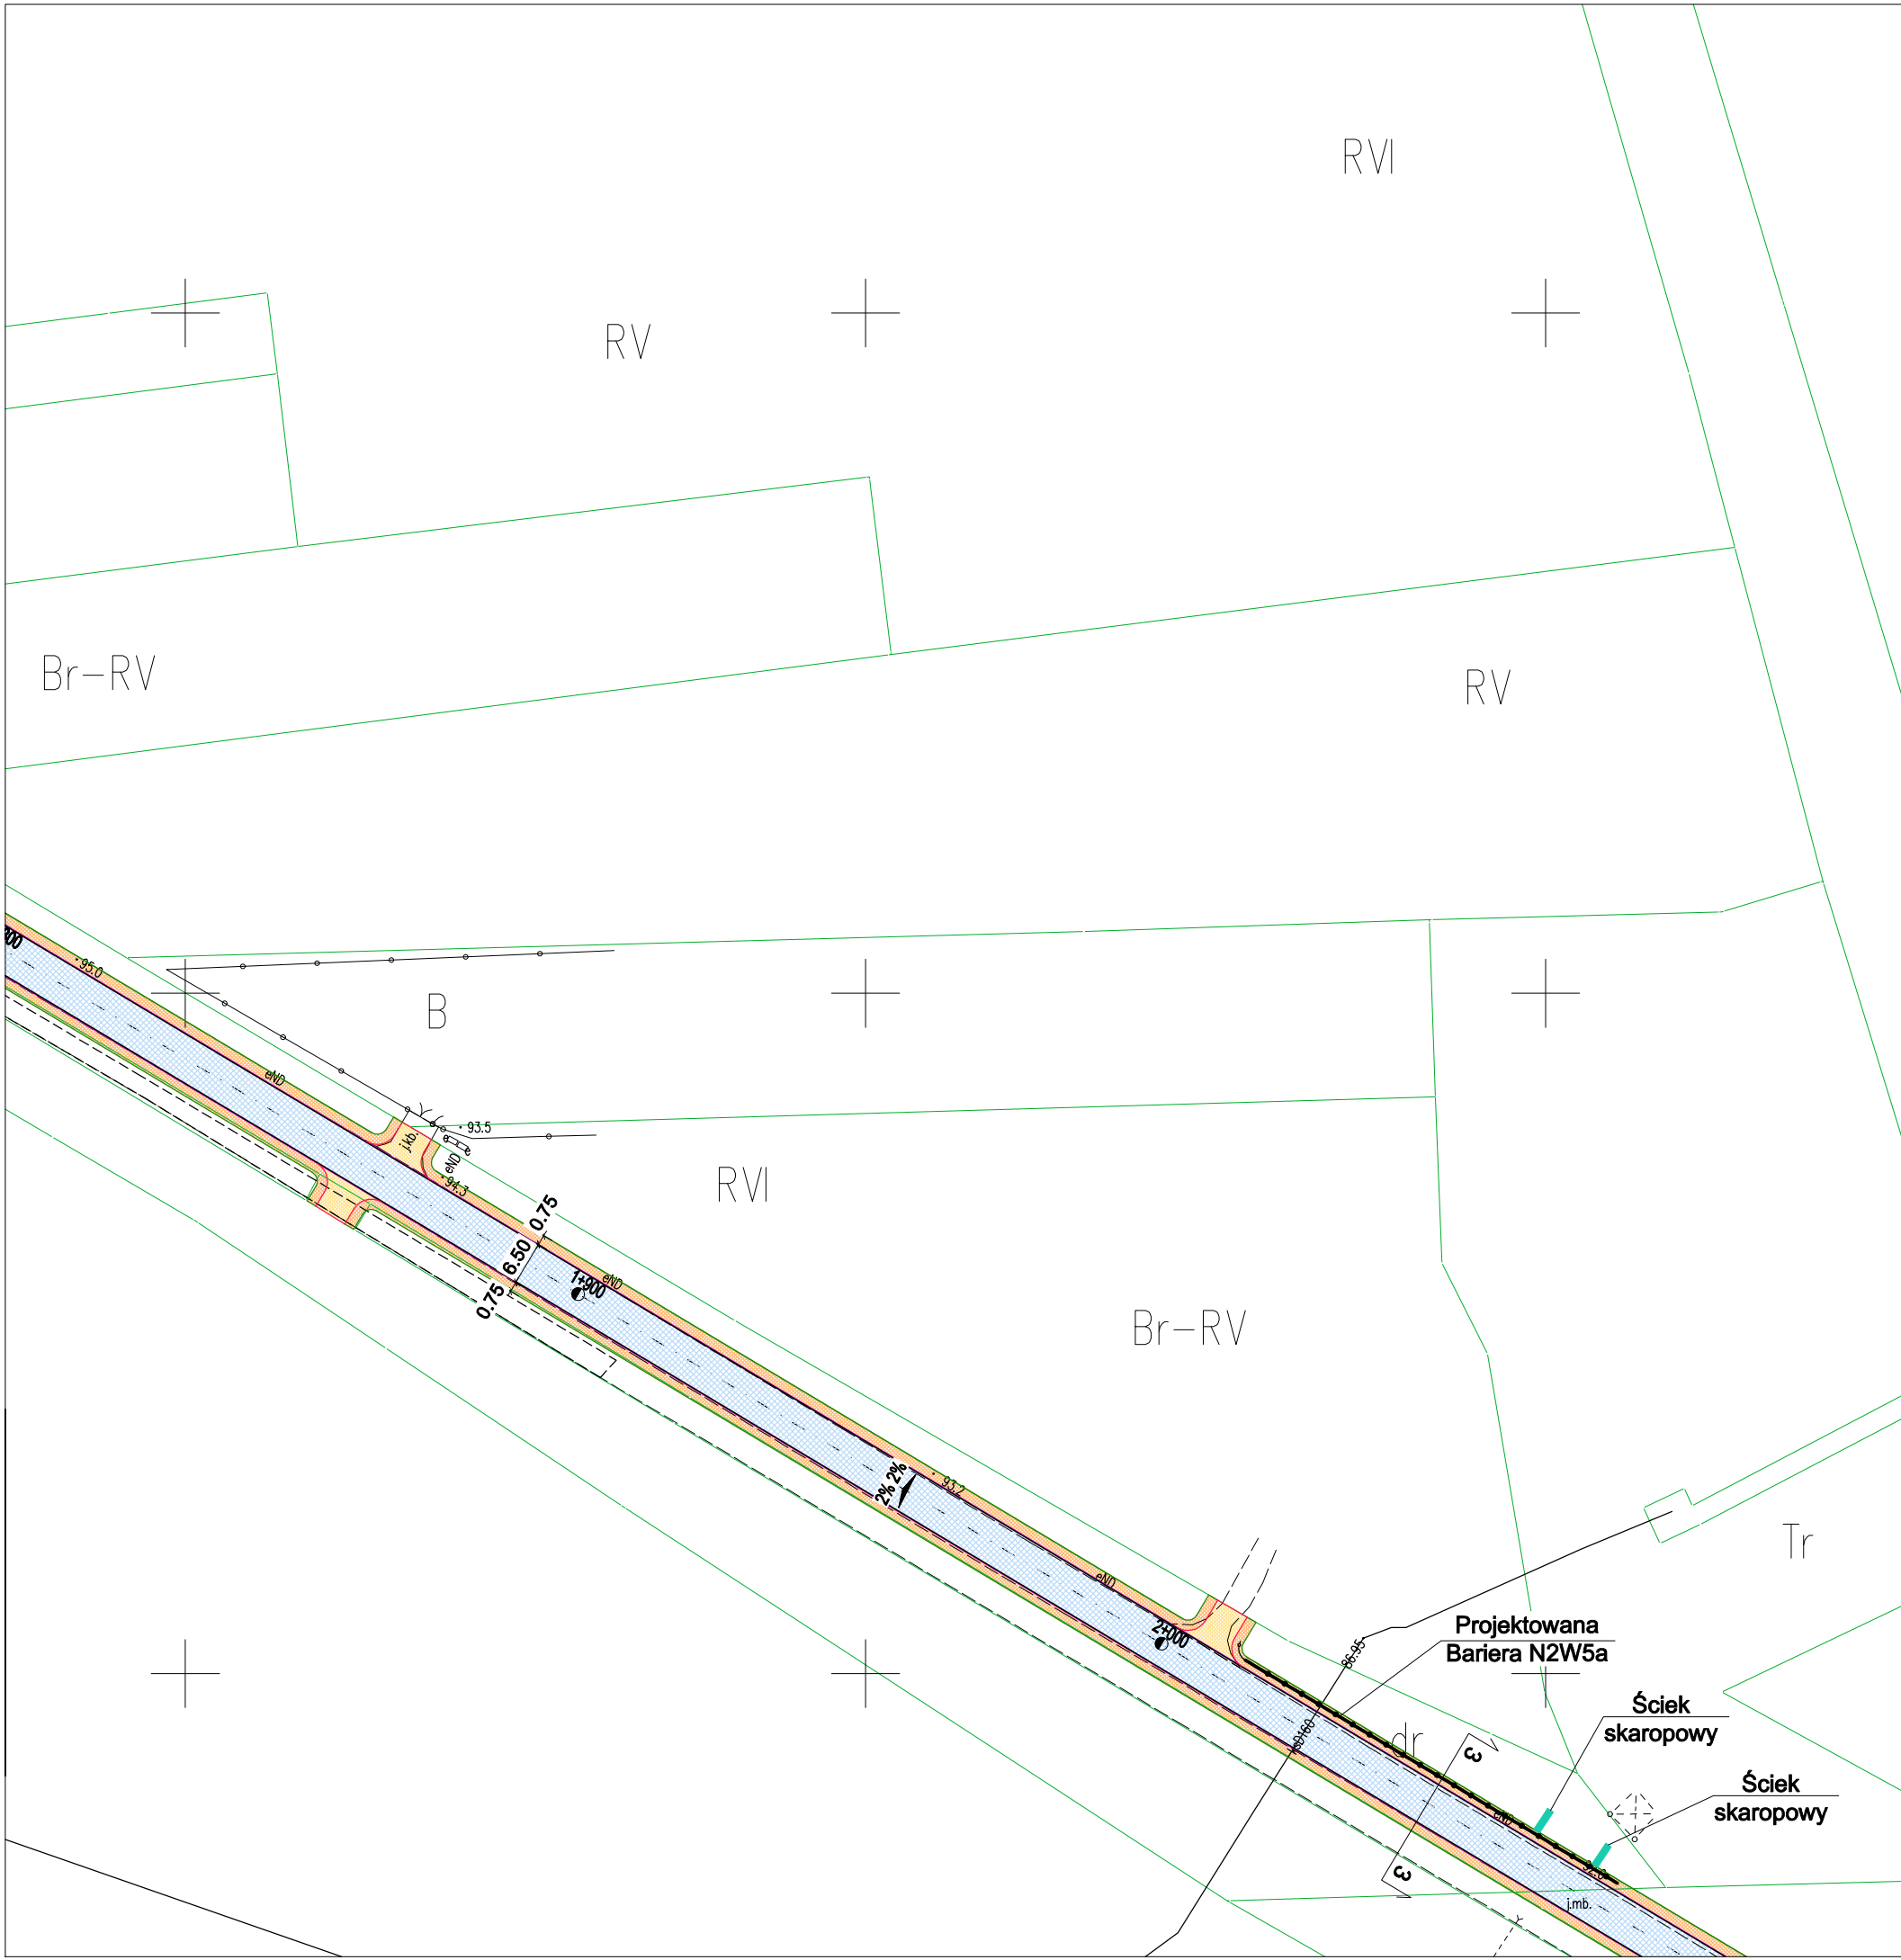 RVI
RV
Br-RV
RV
95.0
B
eND
j.kb.
93.5
eND
94.3
RVI
0.75
6.50
0.75
1+900
eND
Br-RV
2%
2%
93.2
Tr
eND
2+000
Projektowana
Bariera N2W5a
86.95
ksD160
dr
3
3
Ściek
skaropowy
Ściek
skaropowy
eND
j.mb.